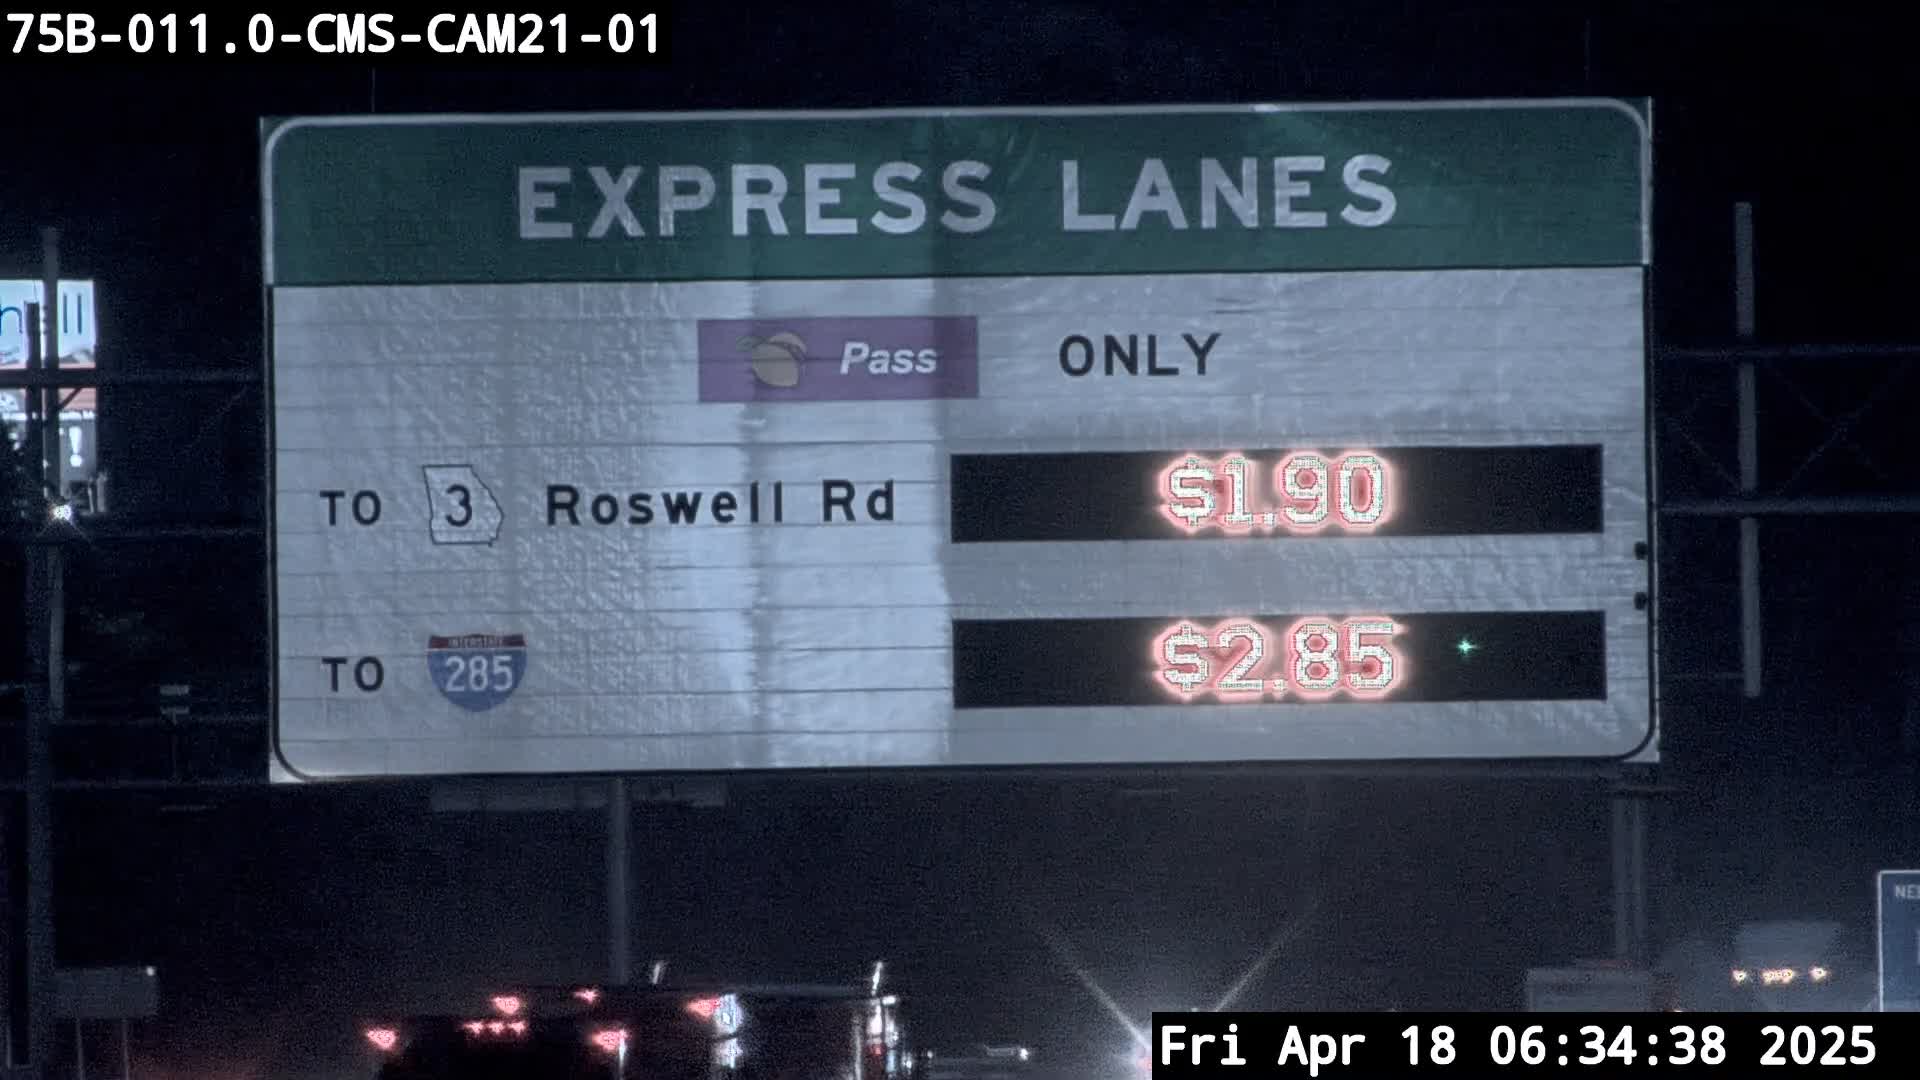 75B-011.0-CMS-CAM21-01
EXPRESS LANES
Pass ONLY
TO 3 Roswell Rd $1.90
TO INTERSTATE 285 $2.85
Fri Apr 18 06:34:38 2025